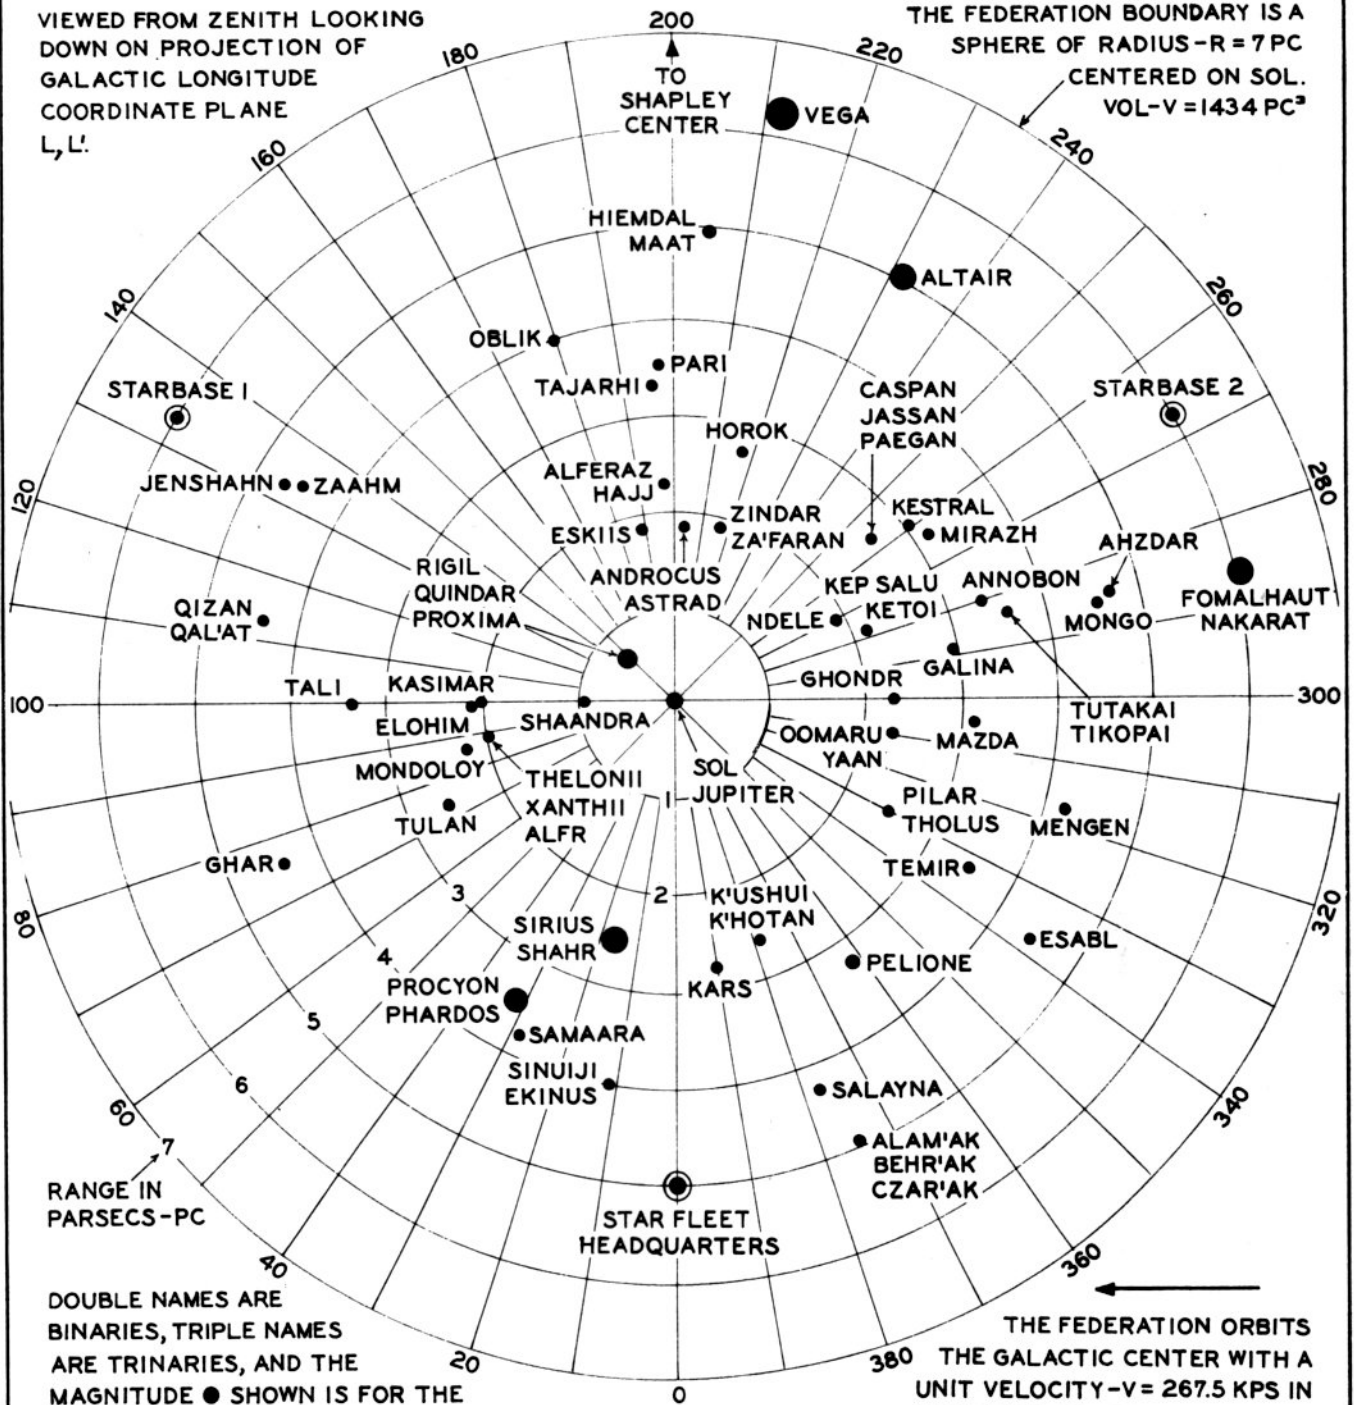 VIEWED FROM ZENITH LOOKING
DOWN ON PROJECTION OF
GALACTIC LONGITUDE
COORDINATE PLANE
L, L'.
THE FEDERATION BOUNDARY IS A
SPHERE OF RADIUS-R = 7 PC
CENTERED ON SOL.
VOL-V = 1434 PC³
200
180
220
TO
SHAPLEY
CENTER
VEGA
160
240
HIEMDAL
MAAT
ALTAIR
140
260
OBLIK
PARI
TAJARHI
STARBASE 1
CASPAN
JASSAN
PAEGAN
STARBASE 2
HOROK
JENSHAHN
ZAAHM
ALFERAZ
HAJJ
120
280
ESKIIS
ZINDAR
ZA'FARAN
KESTRAL
MIRAZH
AHZDAR
RIGIL
QUINDAR
PROXIMA
ANDROCUS
ASTRAD
KEP SALU
KETOI
ANNOBON
NDELE
MONGO
FOMALHAUT
NAKARAT
QIZAN
QAL'AT
GALINA
GHONDR
100
TALI
KASIMAR
300
ELOHIM
SHAANDRA
TUTAKAI
TIKOPAI
OOMARU
YAAN
MAZDA
MONDOLOY
THELONII
XANTHII
ALFR
SOL
JUPITER
1
TULAN
PILAR
THOLUS
MENGEN
GHAR
TEMIR
80
3
2
K'USHUI
K'HOTAN
320
SIRIUS
SHAHR
ESABL
4
PELIONE
PROCYON
PHARDOS
KARS
5
SAMAARA
6
SINUIJI
EKINUS
SALAYNA
60
340
7
ALAM'AK
BEHR'AK
CZAR'AK
RANGE IN
PARSECS-PC
STAR FLEET
HEADQUARTERS
40
360
DOUBLE NAMES ARE
BINARIES, TRIPLE NAMES
ARE TRINARIES, AND THE
MAGNITUDE ● SHOWN IS FOR THE
20
0
380
THE FEDERATION ORBITS
THE GALACTIC CENTER WITH A
UNIT VELOCITY-V = 267.5 KPS IN